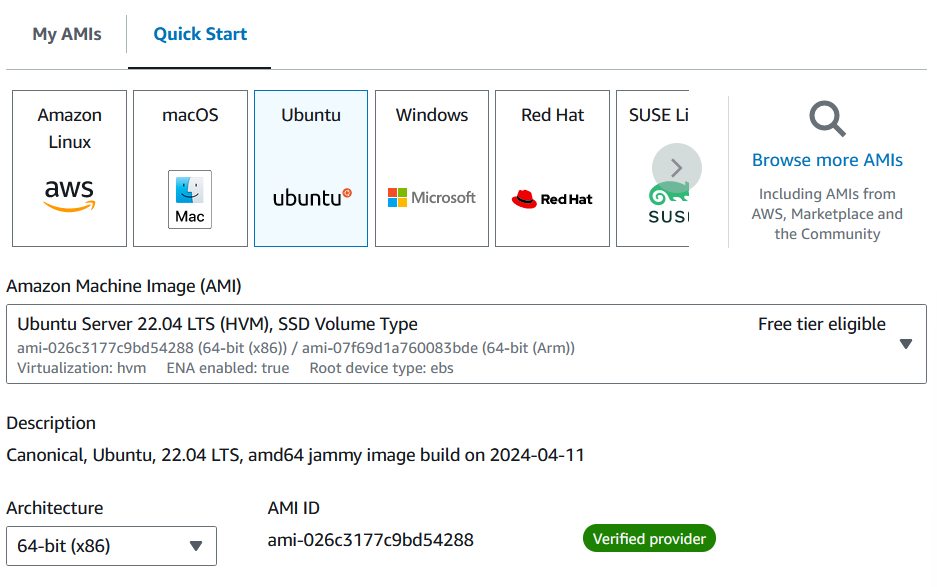 My AMIs
Quick Start
Amazon
Linux
aws
macOS
Mac
Ubuntu
ubuntu
Windows
Microsoft
Red Hat
Red Hat
SUSE Li
SUS
Browse more AMIs
Including AMIs from
AWS, Marketplace and
the Community
Amazon Machine Image (AMI)
Ubuntu Server 22.04 LTS (HVM), SSD Volume Type
Free tier eligible
ami-026c3177c9bd54288 (64-bit (x86)) / ami-07f69d1a760083bde (64-bit (Arm))
Virtualization: hvm ENA enabled: true Root device type: ebs
Description
Canonical, Ubuntu, 22.04 LTS, amd64 jammy image build on 2024-04-11
Architecture
AMI ID
64-bit (x86)
ami-026c3177c9bd54288
Verified provider